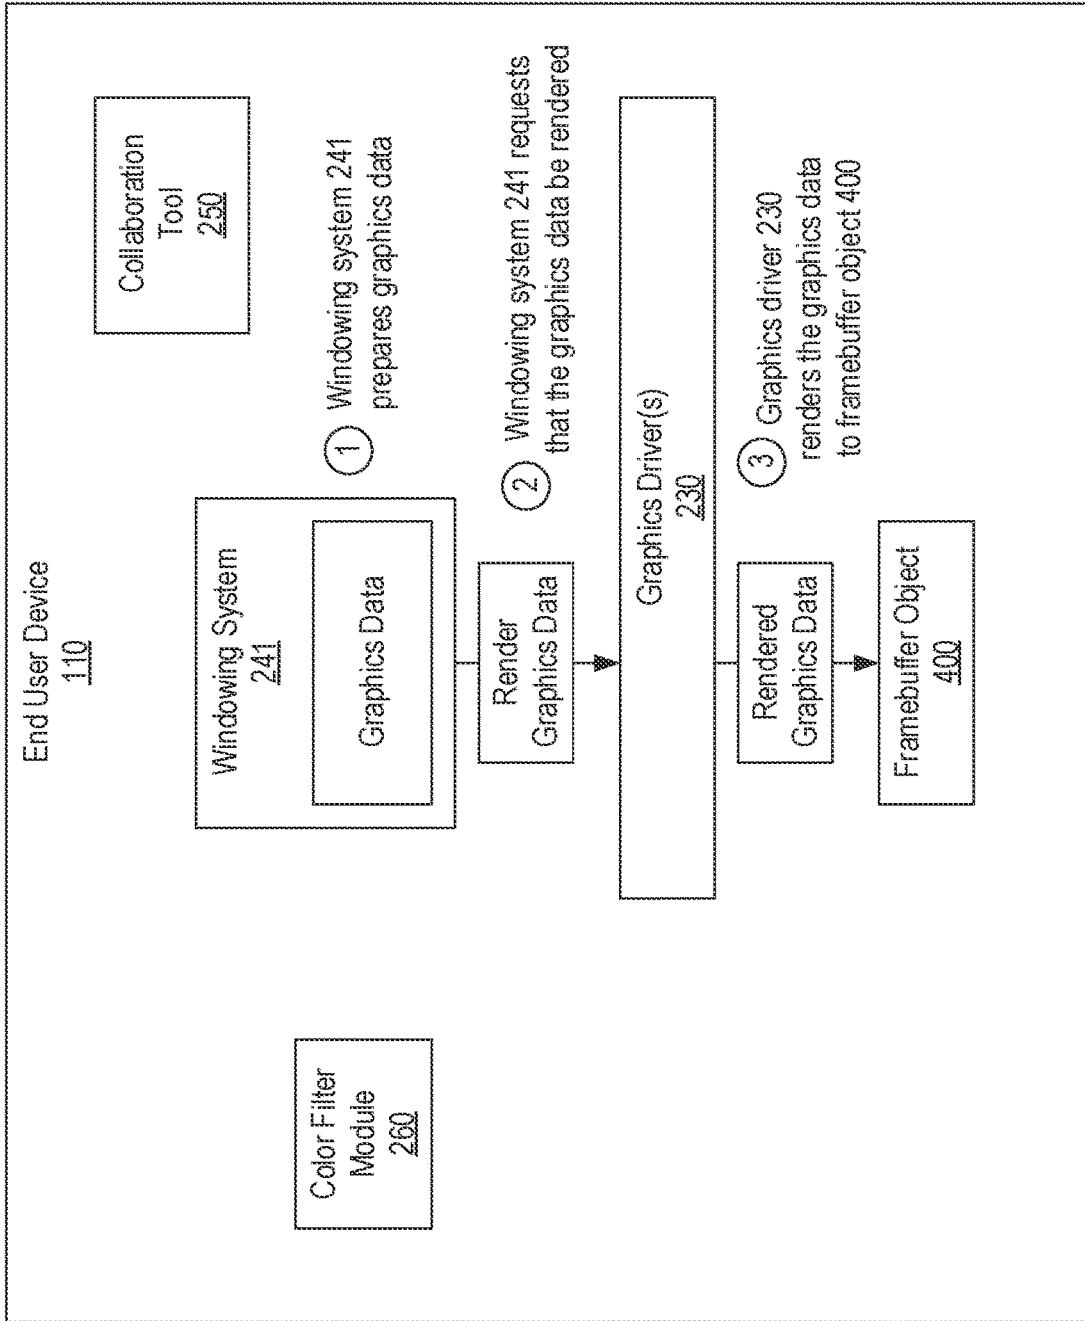 End User Device
110
Collaboration
Tool
250
Windowing System
241
Graphics Data
1
Windowing system 241
prepares graphics data
Color Filter
Module
260
Render
Graphics Data
2
Windowing system 241 requests
that the graphics data be rendered
Graphics Driver(s)
230
Rendered
Graphics Data
3
Graphics driver 230
renders the graphics data
to framebuffer object 400
Framebuffer Object
400